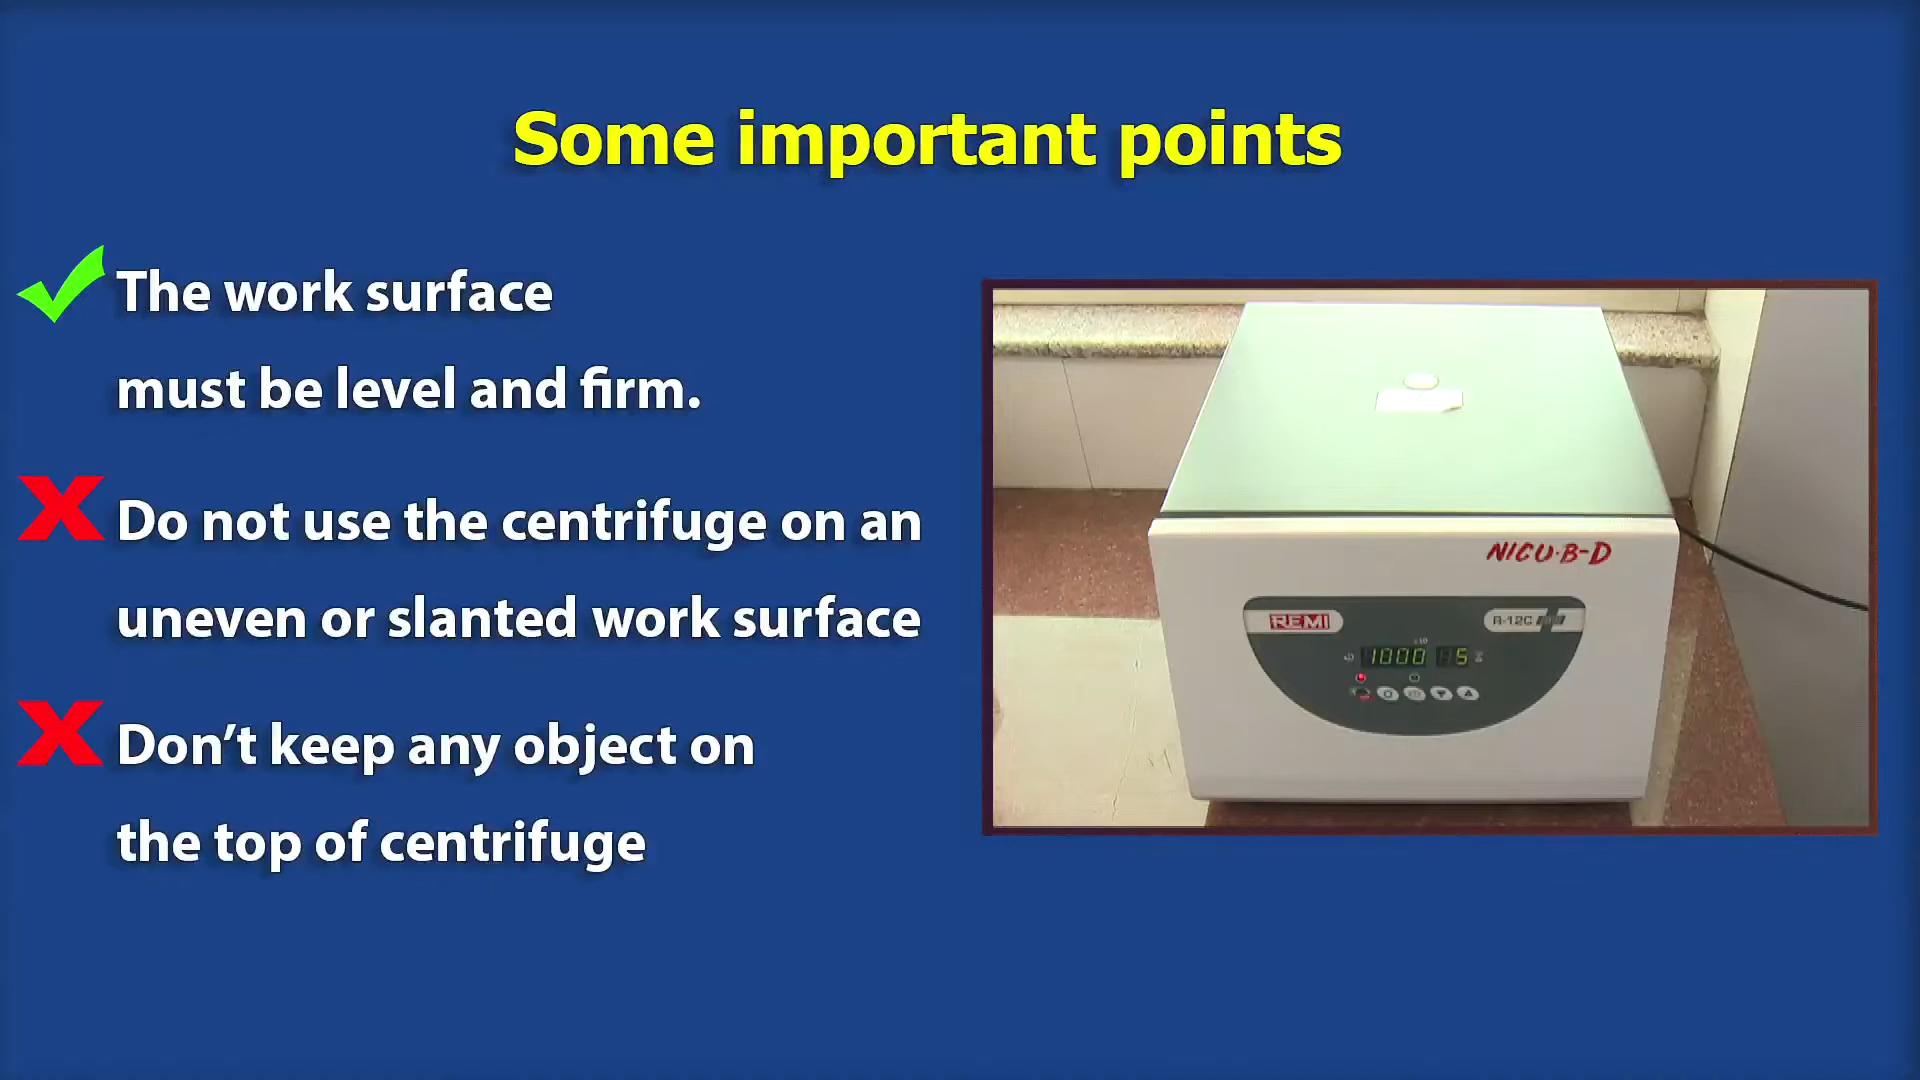 Some important points
The work surface
must be level and firm.
Do not use the centrifuge on an
uneven or slanted work surface
Don’t keep any object on
the top of centrifuge
NICU·B-D
REMI
R-12C
1000 5